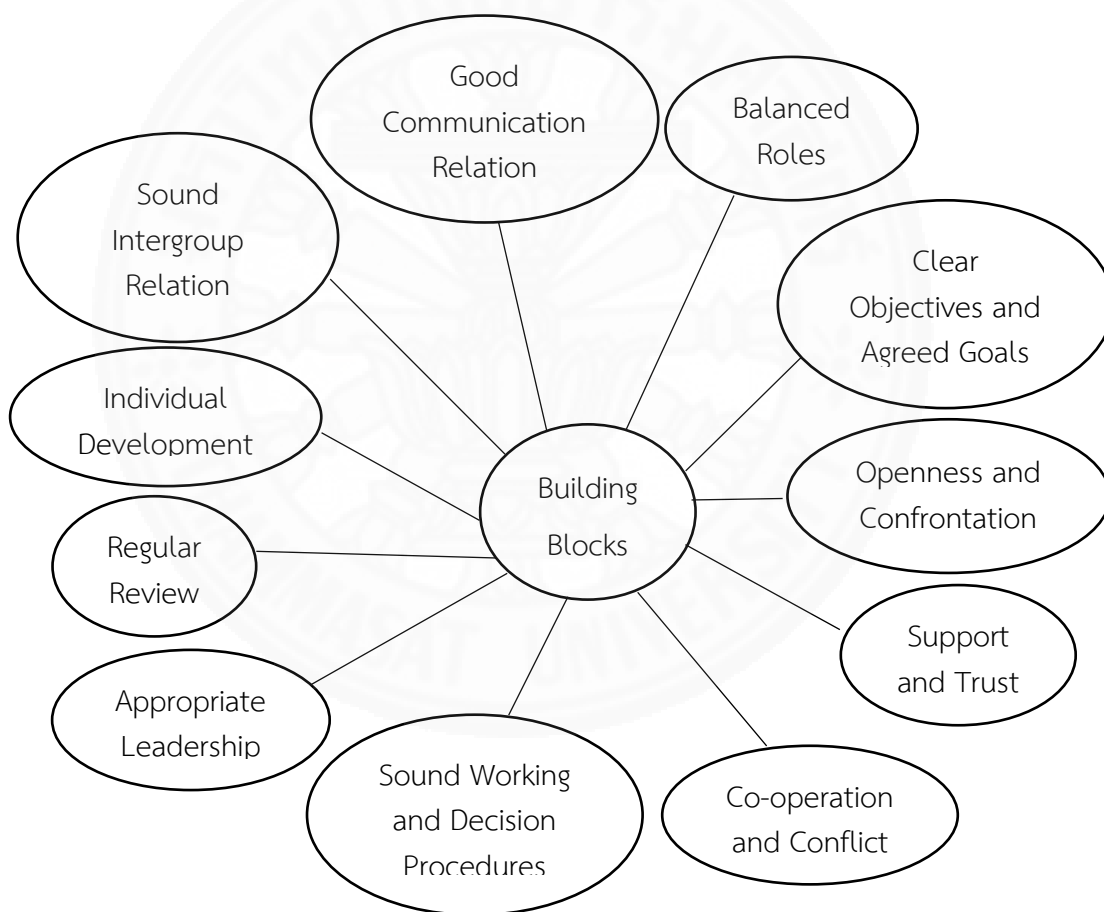 Good
Communication
Relation
Balanced
Roles
Sound
Intergroup
Relation
Clear
Objectives and
Agreed Goals
Individual
Development
Openness and
Confrontation
Building
Blocks
Regular
Review
Support
and Trust
Appropriate
Leadership
Sound Working
and Decision
Procedures
Co-operation
and Conflict